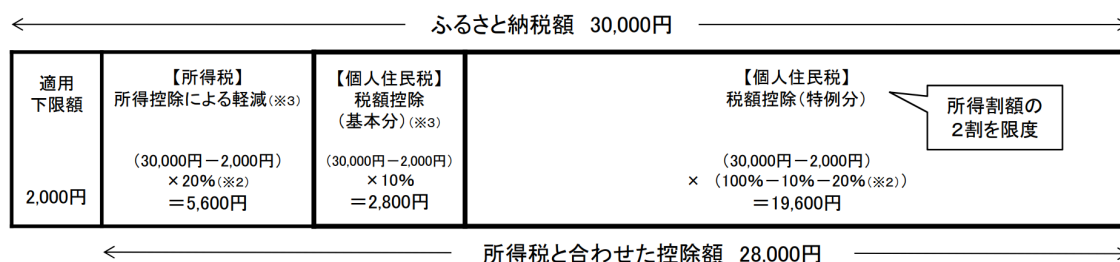 ふるさと納税額 30,000円
適用
下限額
2,000円
【所得税】
所得控除による軽減(※3)
(30,000円－2,000円)
×20%(※2)
＝5,600円
【個人住民税】
税額控除
(基本分)(※3)
(30,000円－2,000円)
×10%
＝2,800円
【個人住民税】
税額控除(特例分)
(30,000円－2,000円)
× (100%－10%－20%(※2))
＝19,600円
所得割額の
2割を限度
所得税と合わせた控除額 28,000円